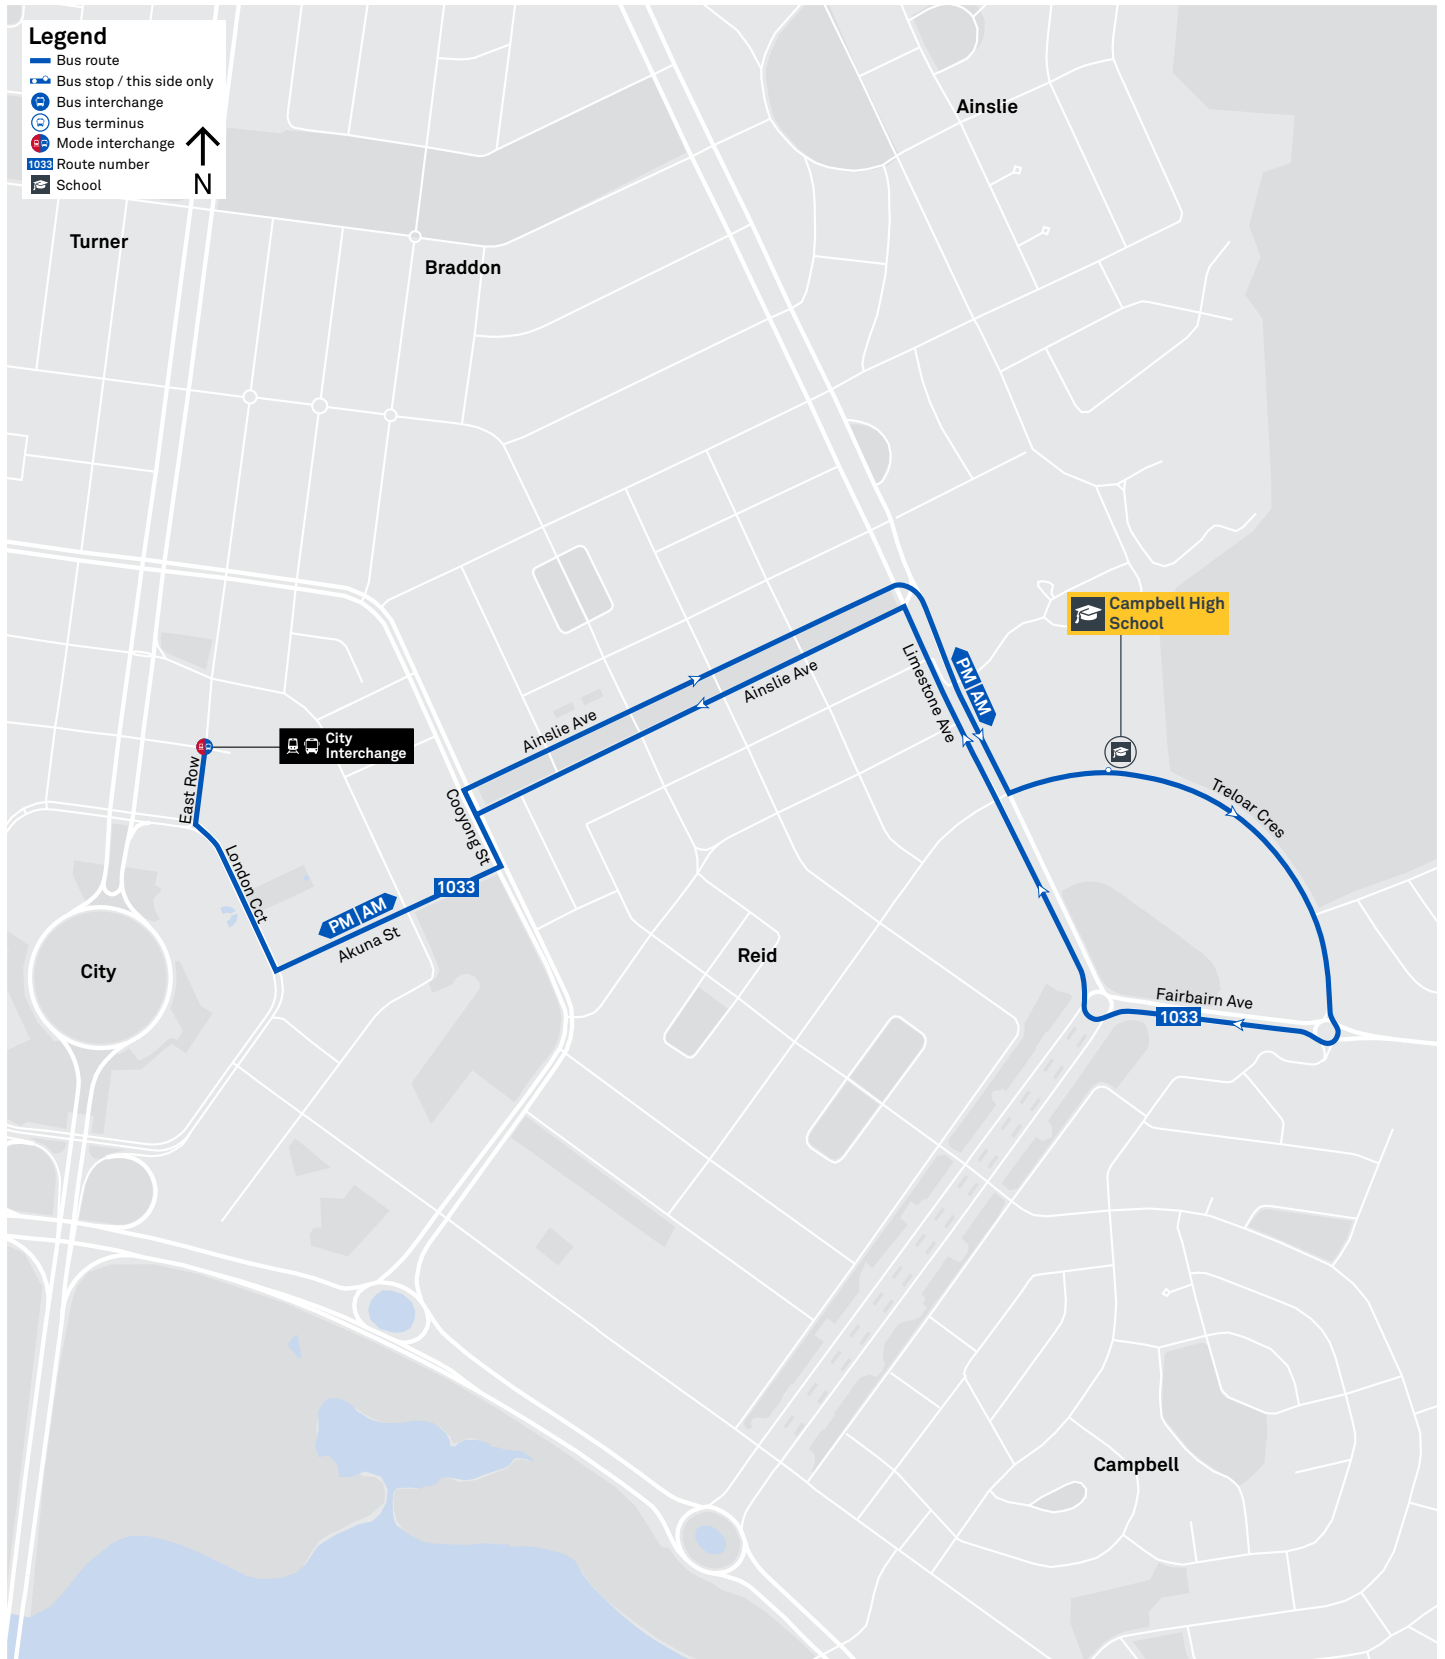 Legend
Bus route
Bus stop / this side only
Bus interchange
Bus terminus
Mode interchange
1033 Route number
School
N
Ainslie
Turner
Braddon
Campbell High
School
PM AM
Limestone Ave
Ainslie Ave
Ainslie Ave
City
Interchange
East Row
Cooyong St
Treloar Cres
London Cct
1033
PM AM
Akuna St
Reid
City
Fairbairn Ave
1033
Campbell